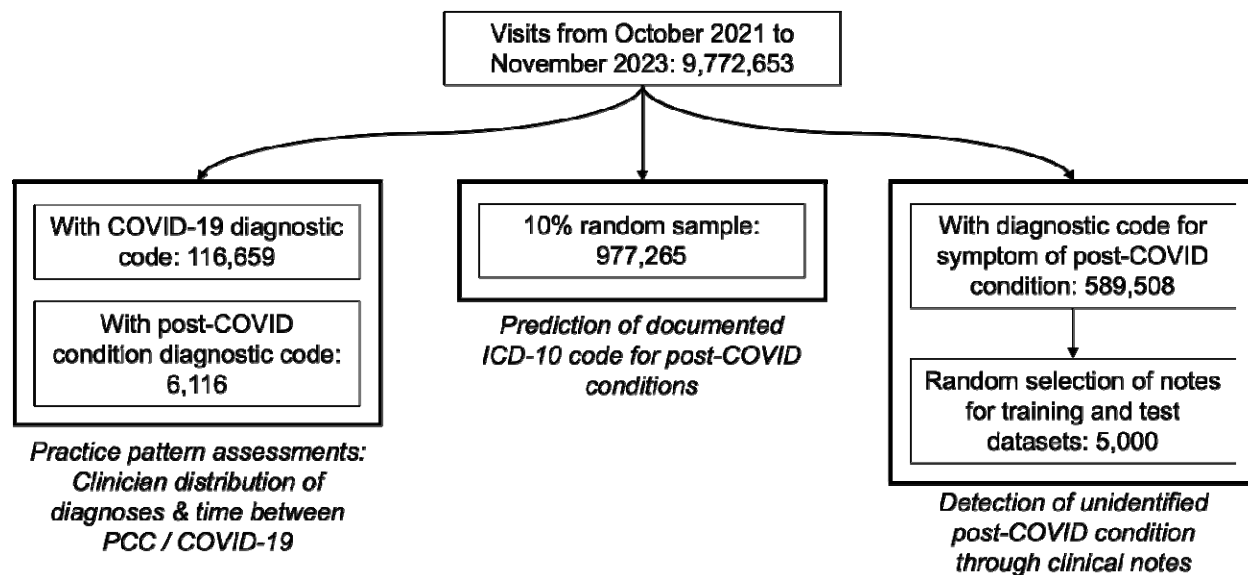 Visits from October 2021 to
November 2023: 9,772,653
With COVID-19 diagnostic
code: 116,659
With post-COVID
condition diagnostic code:
6,116
Practice pattern assessments:
Clinician distribution of
diagnoses & time between
PCC / COVID-19
10% random sample:
977,265
Prediction of documented
ICD-10 code for post-COVID
conditions
With diagnostic code for
symptom of post-COVID
condition: 589,508
Random selection of notes
for training and test
datasets: 5,000
Detection of unidentified
post-COVID condition
through clinical notes